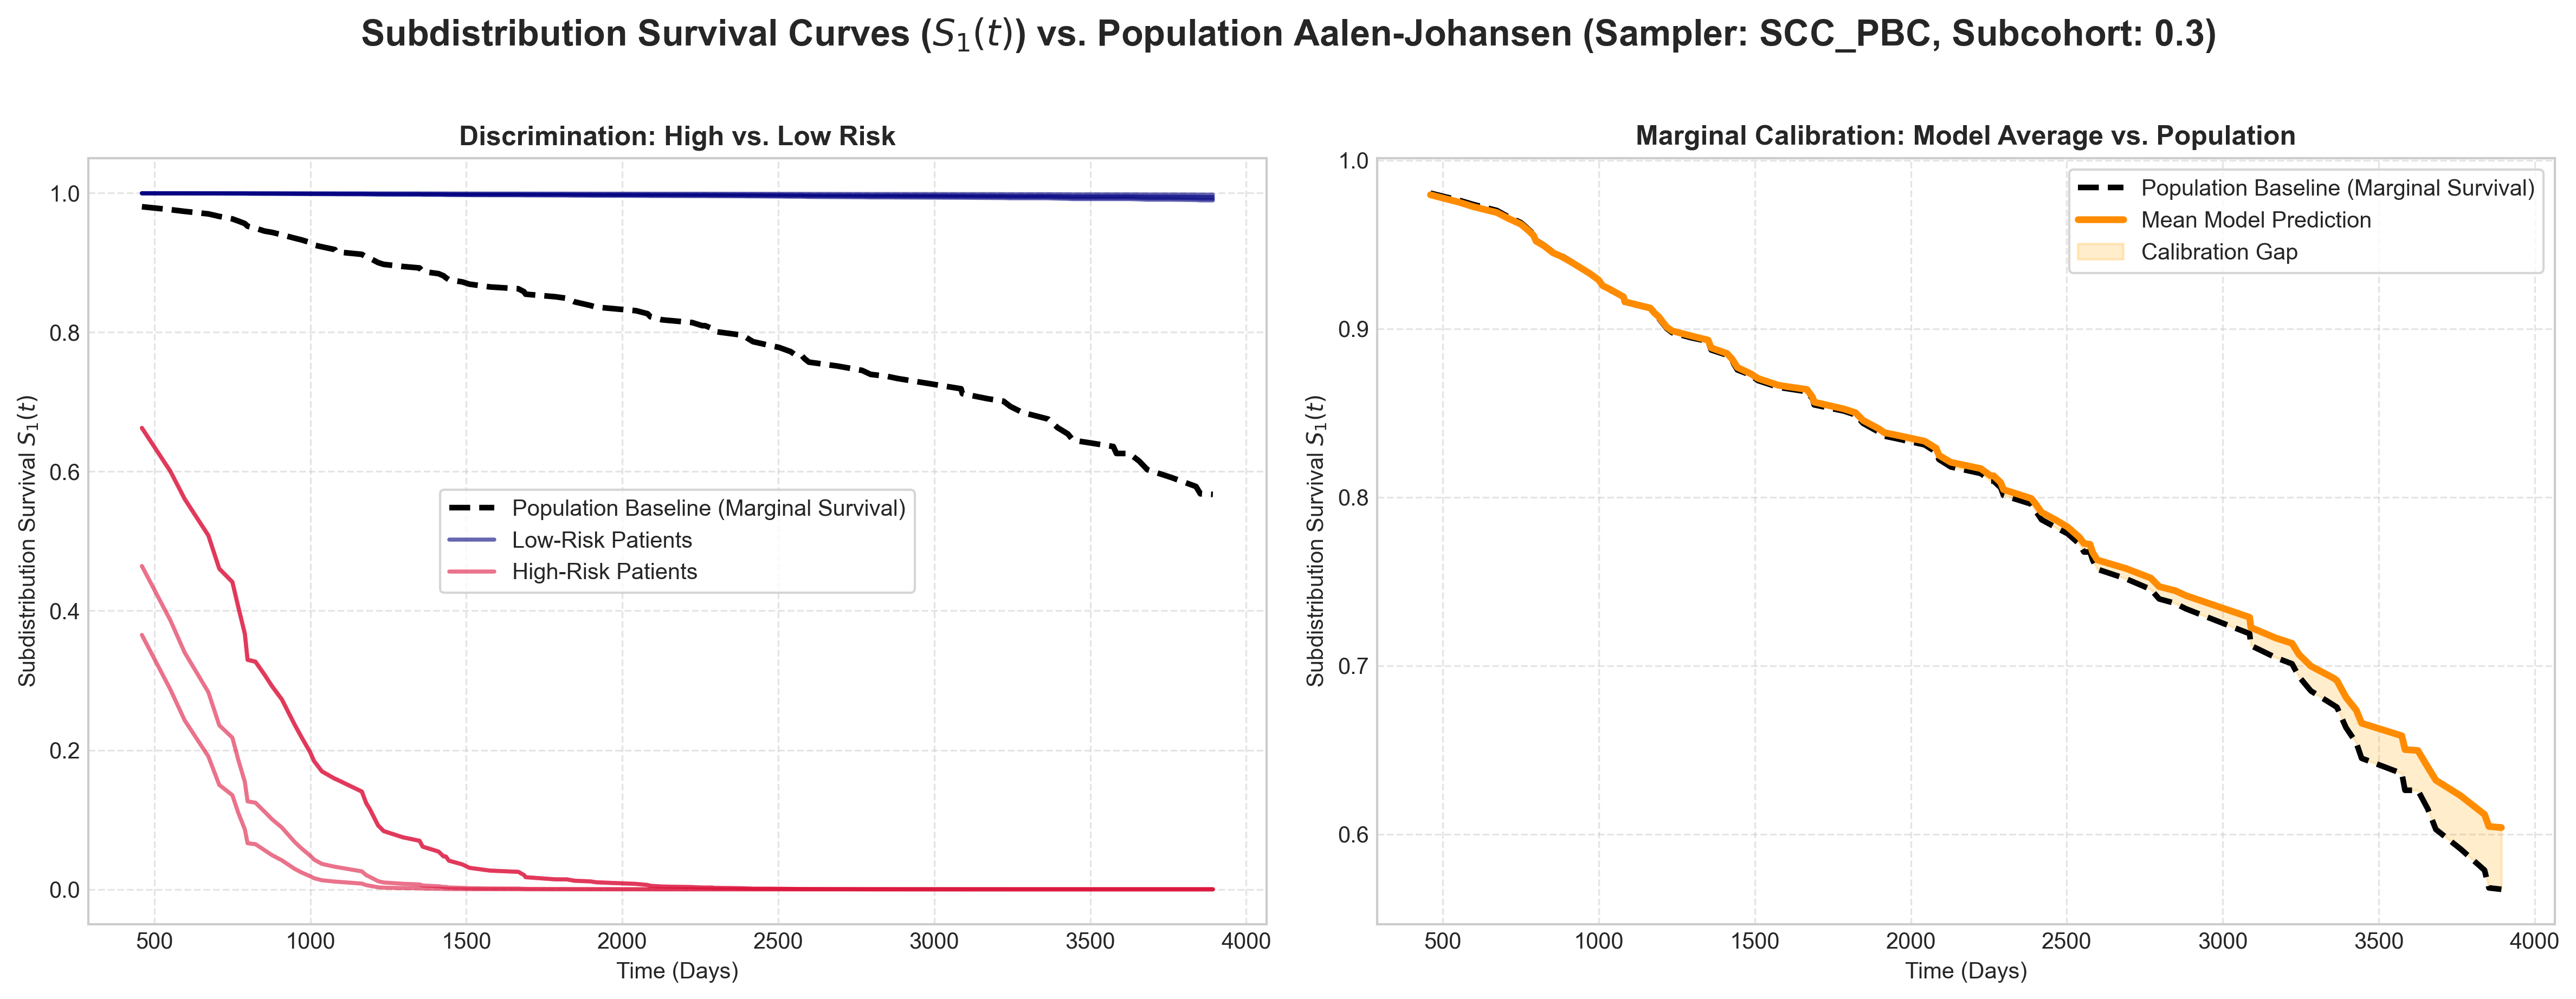 Subdistribution Survival Curves (S₁(t)) vs. Population Aalen-Johansen (Sampler: SCC_PBC, Subcohort: 0.3)
Discrimination: High vs. Low Risk
Subdistribution Survival S₁(t)
1.0
0.8
0.6
0.4
0.2
0.0
Population Baseline (Marginal Survival)
Low-Risk Patients
High-Risk Patients
500 1000 1500 2000 2500 3000 3500 4000
Time (Days)
Marginal Calibration: Model Average vs. Population
Subdistribution Survival S₁(t)
1.0
0.9
0.8
0.7
0.6
Population Baseline (Marginal Survival)
Mean Model Prediction
Calibration Gap
500 1000 1500 2000 2500 3000 3500 4000
Time (Days)